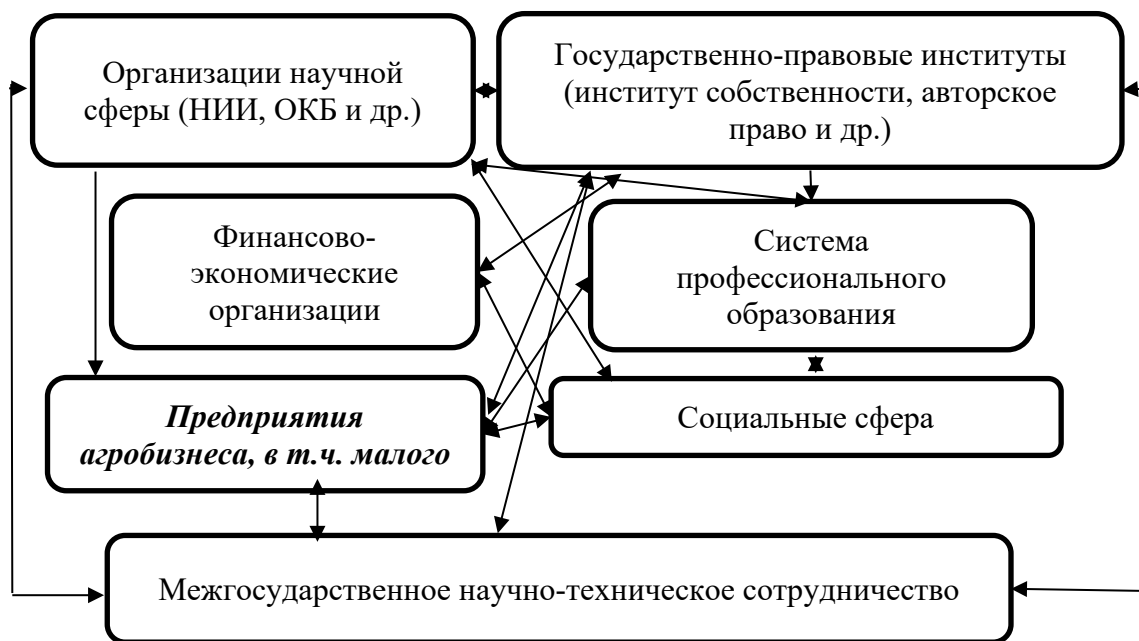 Организации научной
сферы (НИИ, ОКБ и др.)
Государственно-правовые институты
(институт собственности, авторское
право и др.)
Финансово-
экономические
организации
Система
профессионального
образования
Предприятия
агробизнеса, в т.ч. малого
Социальные сфера
Межгосударственное научно-техническое сотрудничество